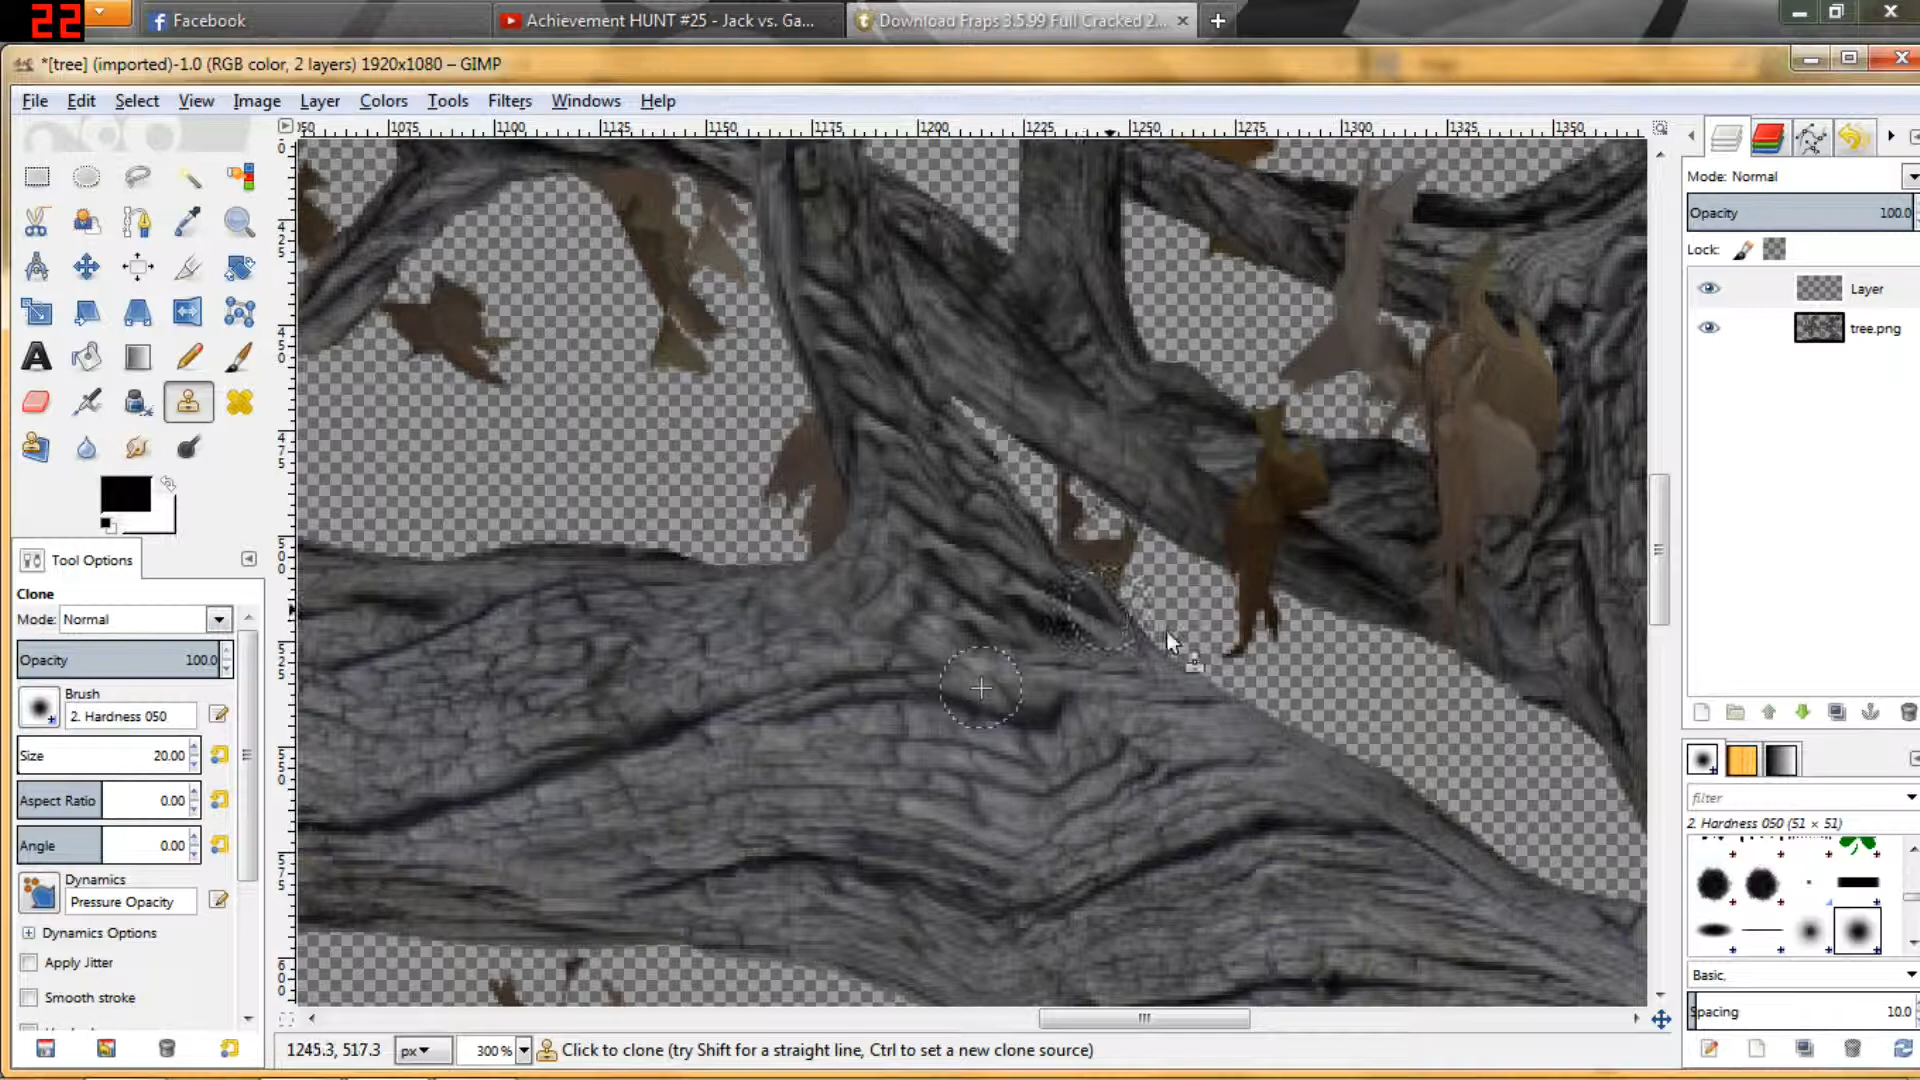 22
Facebook
Achievement HUNT #25 - Jack vs. Ga...
Download Fraps 3.5.99 Full Cracked 2...
*[tree] (imported)-1.0 (RGB color, 2 layers) 1920x1080 – GIMP
File Edit Select View Image Layer Colors Tools Filters Windows Help
1075 1100 1125 1150 1175 1200 1225 1250 1275 1300 1325 1350
Mode: Normal
Opacity 100.0
Lock:
Layer
tree.png
Tool Options
Clone
Mode: Normal
Opacity 100.0
Brush
2. Hardness 050
Size 20.00
Aspect Ratio 0.00
Angle 0.00
Dynamics
Pressure Opacity
Dynamics Options
Apply Jitter
Smooth stroke
filter
2. Hardness 050 (51 × 51)
Basic,
Spacing 10.0
1245.3, 517.3 px 300% Click to clone (try Shift for a straight line, Ctrl to set a new clone source)